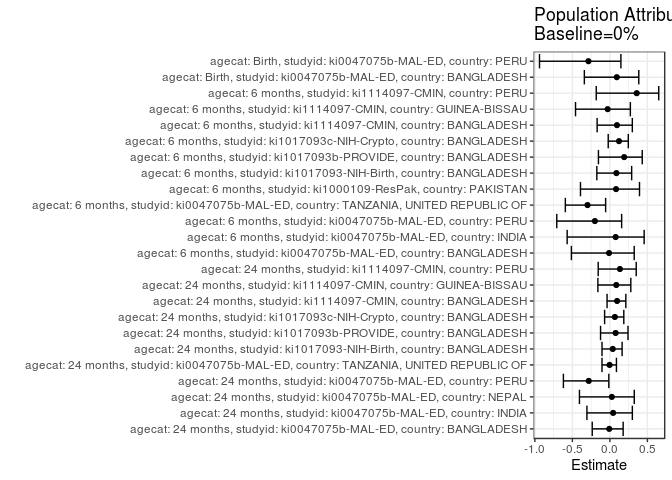 Population Attribu
Baseline=0%
agecat: Birth, studyid: ki0047075b-MAL-ED, country: PERU
agecat: Birth, studyid: ki0047075b-MAL-ED, country: BANGLADESH
agecat: 6 months, studyid: ki1114097-CMIN, country: PERU
agecat: 6 months, studyid: ki1114097-CMIN, country: GUINEA-BISSAU
agecat: 6 months, studyid: ki1114097-CMIN, country: BANGLADESH
agecat: 6 months, studyid: ki1017093c-NIH-Crypto, country: BANGLADESH
agecat: 6 months, studyid: ki1017093b-PROVIDE, country: BANGLADESH
agecat: 6 months, studyid: ki1017093-NIH-Birth, country: BANGLADESH
agecat: 6 months, studyid: ki1000109-ResPak, country: PAKISTAN
agecat: 6 months, studyid: ki0047075b-MAL-ED, country: TANZANIA, UNITED REPUBLIC OF
agecat: 6 months, studyid: ki0047075b-MAL-ED, country: PERU
agecat: 6 months, studyid: ki0047075b-MAL-ED, country: INDIA
agecat: 6 months, studyid: ki0047075b-MAL-ED, country: BANGLADESH
agecat: 24 months, studyid: ki1114097-CMIN, country: PERU
agecat: 24 months, studyid: ki1114097-CMIN, country: GUINEA-BISSAU
agecat: 24 months, studyid: ki1114097-CMIN, country: BANGLADESH
agecat: 24 months, studyid: ki1017093c-NIH-Crypto, country: BANGLADESH
agecat: 24 months, studyid: ki1017093b-PROVIDE, country: BANGLADESH
agecat: 24 months, studyid: ki1017093-NIH-Birth, country: BANGLADESH
agecat: 24 months, studyid: ki0047075b-MAL-ED, country: TANZANIA, UNITED REPUBLIC OF
agecat: 24 months, studyid: ki0047075b-MAL-ED, country: PERU
agecat: 24 months, studyid: ki0047075b-MAL-ED, country: NEPAL
agecat: 24 months, studyid: ki0047075b-MAL-ED, country: INDIA
agecat: 24 months, studyid: ki0047075b-MAL-ED, country: BANGLADESH
-1.0 -0.5 0.0 0.5
Estimate